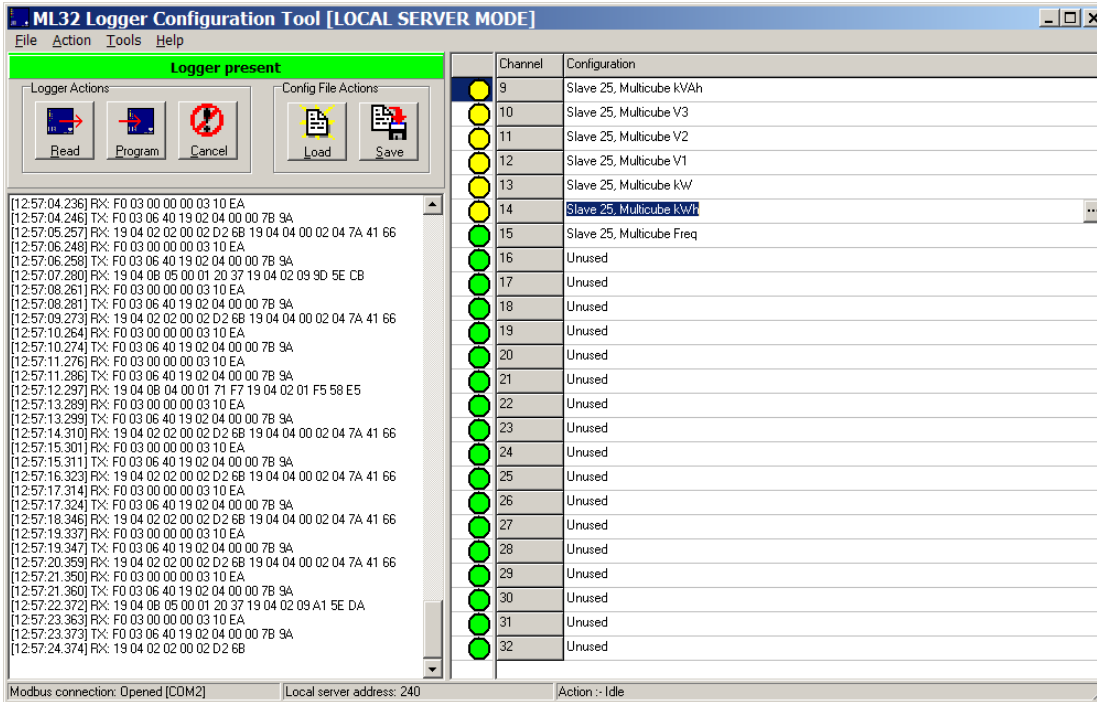 ML32 Logger Configuration Tool [LOCAL SERVER MODE]
File Action Tools Help
Logger present
Logger Actions
Config File Actions
Read Program Cancel Load Save
[12:57:04.236] RX: F0 03 00 00 00 03 10 EA
[12:57:04.246] TX: F0 03 06 40 19 02 04 00 00 7B 9A
[12:57:05.257] RX: 19 04 02 02 00 02 D2 6B 19 04 04 00 02 04 7A 41 66
[12:57:06.248] RX: F0 03 00 00 00 03 10 EA
[12:57:06.258] TX: F0 03 06 40 19 02 04 00 00 7B 9A
[12:57:07.280] RX: 19 04 0B 05 00 01 20 37 19 04 02 09 9D 5E CB
[12:57:08.261] RX: F0 03 00 00 00 03 10 EA
[12:57:08.281] TX: F0 03 06 40 19 02 04 00 00 7B 9A
[12:57:09.273] RX: 19 04 02 02 00 02 D2 6B 19 04 04 00 02 04 7A 41 66
[12:57:10.264] RX: F0 03 00 00 00 03 10 EA
[12:57:10.274] TX: F0 03 06 40 19 02 04 00 00 7B 9A
[12:57:11.276] RX: F0 03 00 00 00 03 10 EA
[12:57:11.286] TX: F0 03 06 40 19 02 04 00 00 7B 9A
[12:57:12.297] RX: 19 04 0B 04 00 01 71 F7 19 04 02 01 F5 58 E5
[12:57:13.289] RX: F0 03 00 00 00 03 10 EA
[12:57:13.299] TX: F0 03 06 40 19 02 04 00 00 7B 9A
[12:57:14.310] RX: 19 04 02 02 00 02 D2 6B 19 04 04 00 02 04 7A 41 66
[12:57:15.301] RX: F0 03 00 00 00 03 10 EA
[12:57:15.311] TX: F0 03 06 40 19 02 04 00 00 7B 9A
[12:57:16.323] RX: 19 04 02 02 00 02 D2 6B 19 04 04 00 02 04 7A 41 66
[12:57:17.314] RX: F0 03 00 00 00 03 10 EA
[12:57:17.324] TX: F0 03 06 40 19 02 04 00 00 7B 9A
[12:57:18.346] RX: 19 04 02 02 00 02 D2 6B 19 04 04 00 02 04 7A 41 66
[12:57:19.337] RX: F0 03 00 00 00 03 10 EA
[12:57:19.347] TX: F0 03 06 40 19 02 04 00 00 7B 9A
[12:57:20.359] RX: 19 04 02 02 00 02 D2 6B 19 04 04 00 02 04 7A 41 66
[12:57:21.350] RX: F0 03 00 00 00 03 10 EA
[12:57:21.360] TX: F0 03 06 40 19 02 04 00 00 7B 9A
[12:57:22.372] RX: 19 04 0B 05 00 01 20 37 19 04 02 09 A1 5E DA
[12:57:23.363] RX: F0 03 00 00 00 03 10 EA
[12:57:23.373] TX: F0 03 06 40 19 02 04 00 00 7B 9A
[12:57:24.374] RX: 19 04 02 02 00 02 D2 6B
Channel Configuration
9 Slave 25, Multicube kVAh
10 Slave 25, Multicube V3
11 Slave 25, Multicube V2
12 Slave 25, Multicube V1
13 Slave 25, Multicube kW
14 Slave 25, Multicube kWh ...
15 Slave 25, Multicube Freq
16 Unused
17 Unused
18 Unused
19 Unused
20 Unused
21 Unused
22 Unused
23 Unused
24 Unused
25 Unused
26 Unused
27 Unused
28 Unused
29 Unused
30 Unused
31 Unused
32 Unused
Modbus connection: Opened [COM2] Local server address: 240 Action :- Idle